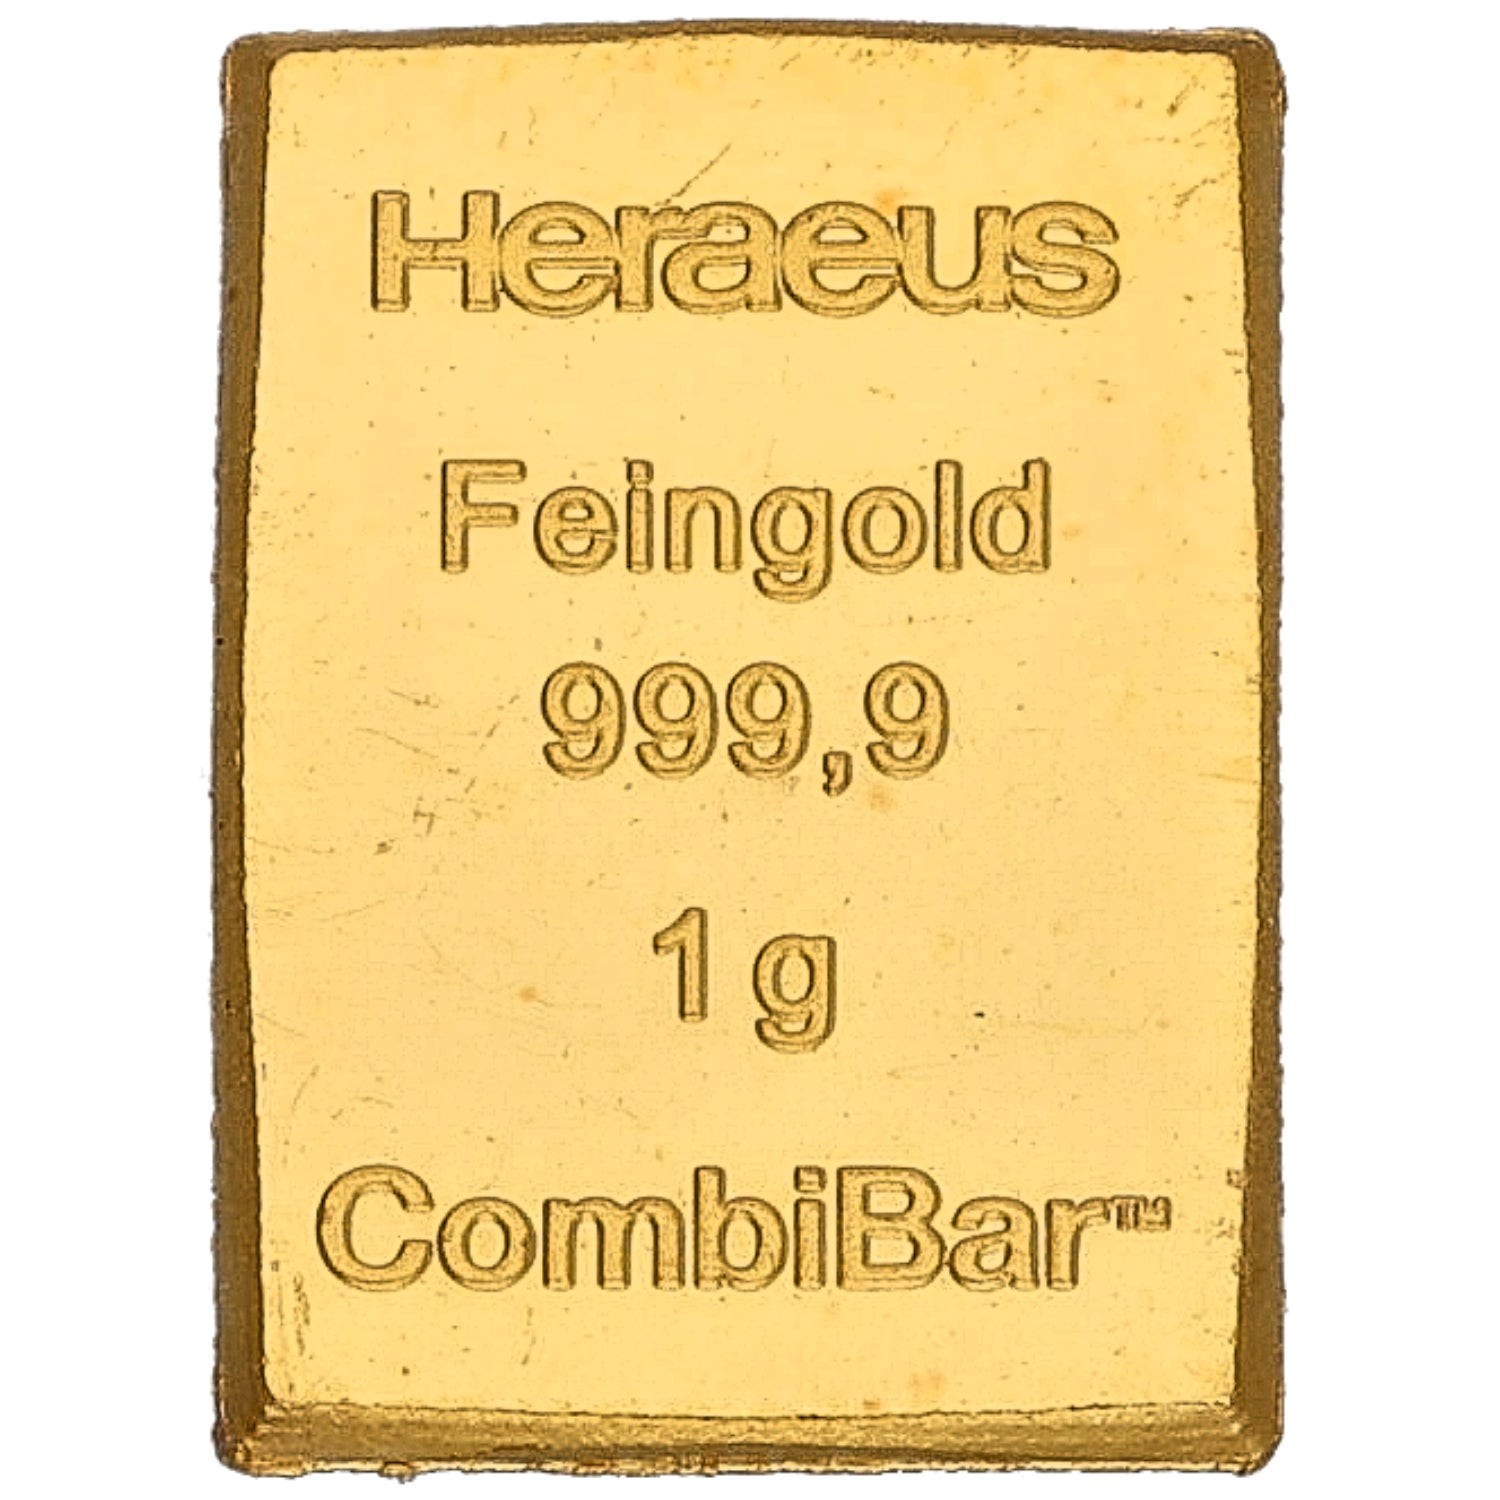 Heraeus
Feingold
999,9
1 g
CombiBar™